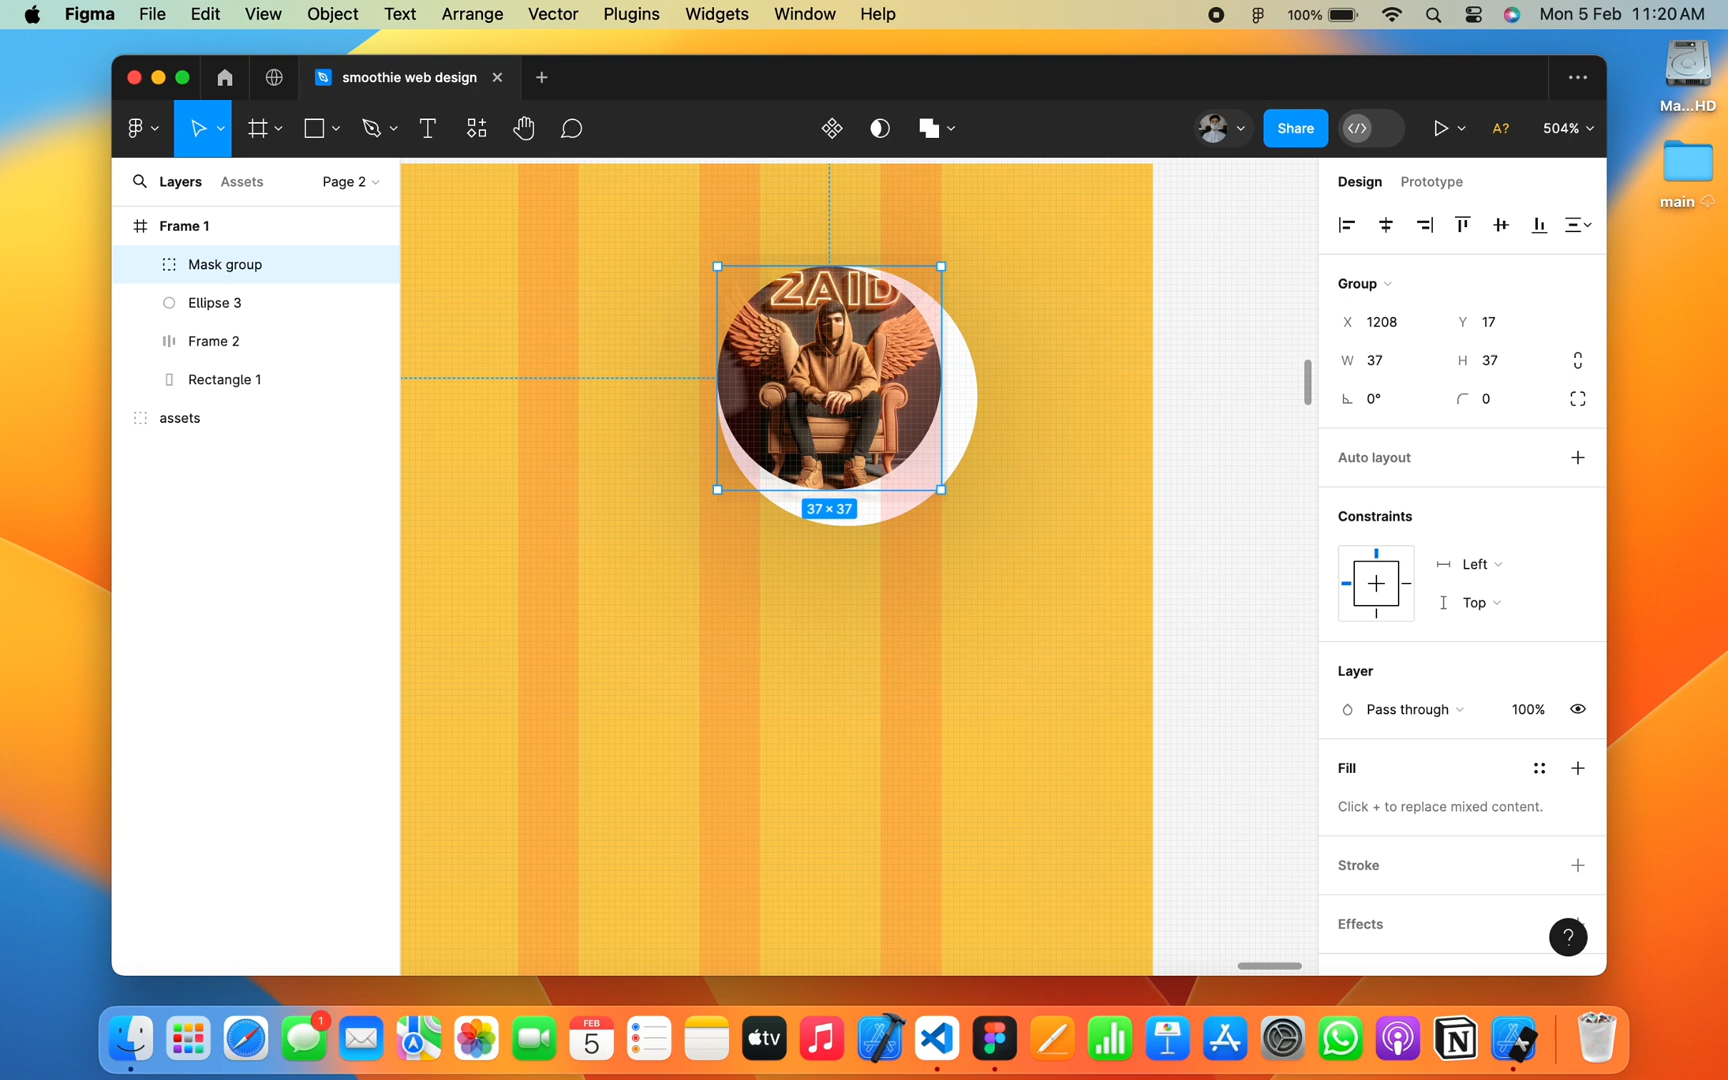 Figma File Edit View Object Text Arrange Vector Plugins Widgets Window Help
100% Mon 5 Feb 11:20 AM
Ma...HD
main
smoothie web design
Share
A?
504%
Layers Assets Page 2
Frame 1
Mask group
Ellipse 3
Frame 2
Rectangle 1
assets
ZAID
37 × 37
Design Prototype
Group
X 1208 Y 17
W 37 H 37
0° 0
Auto layout
Constraints
Left
Top
Layer
Pass through 100%
Fill
Click + to replace mixed content.
Stroke
Effects
?
1
FEB
5
tv